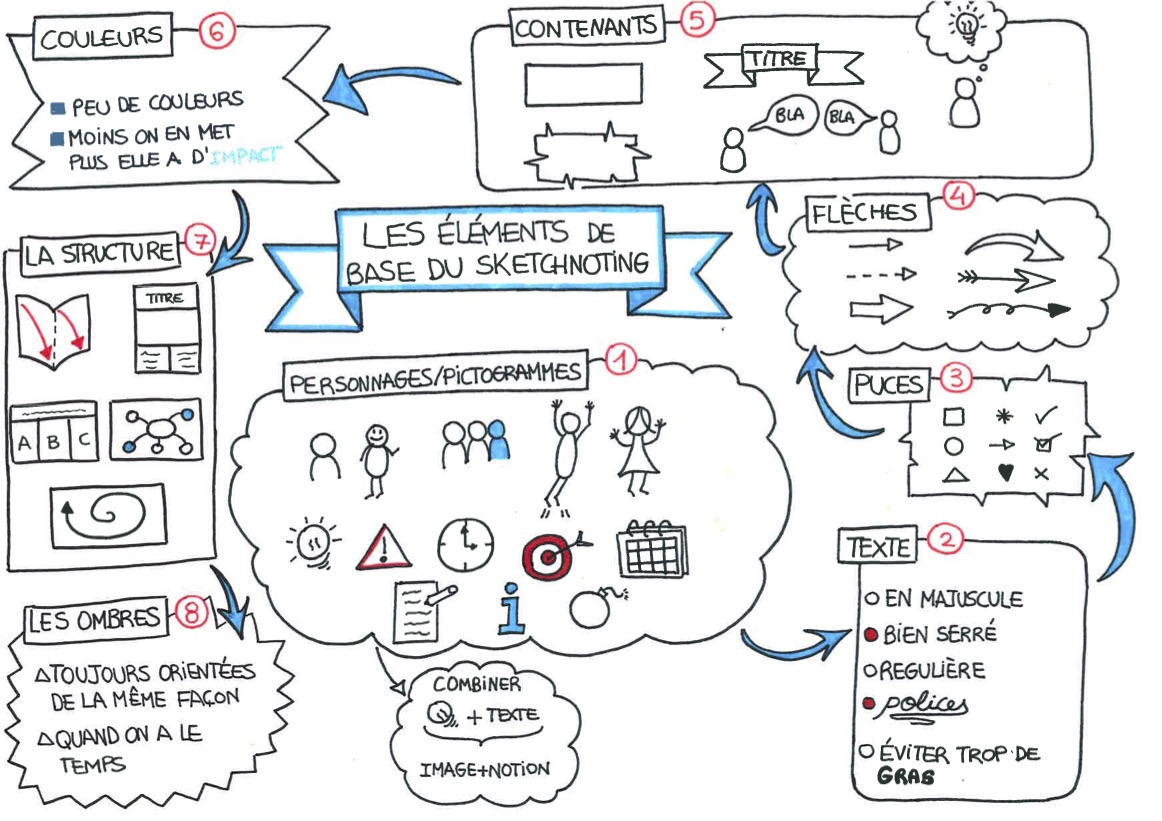 LES ÉLÉMENTS DE
BASE DU SKETCHNOTING
PERSONNAGES/PICTOGRAMMES
1
COMBINER
+ TEXTE
IMAGE+NOTION
TEXTE
2
EN MAJUSCULE
BIEN SERRÉ
REGULIÈRE
polices
ÉVITER TROP DE
GRAS
PUCES
3
FLÈCHES
4
CONTENANTS
5
TITRE
BLA
BLA
COULEURS
6
PEU DE COULEURS
MOINS ON EN MET
PLUS ELLE A D'IMPACT
LA STRUCTURE
7
TITRE
A B C
LES OMBRES
8
TOUJOURS ORIENTÉES
DE LA MÊME FAÇON
QUAND ON A LE
TEMPS